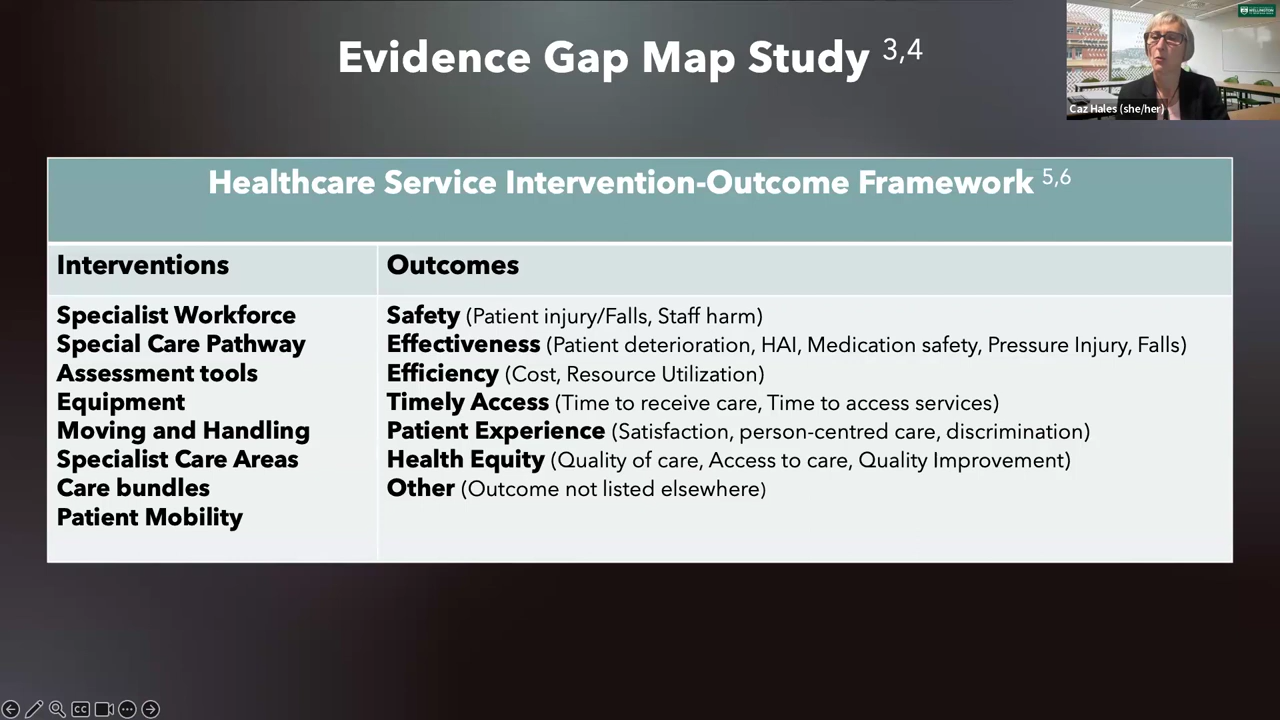 Evidence Gap Map Study 3,4
WELLINGTON
Caz Hales (she/her)
Healthcare Service Intervention-Outcome Framework 5,6
Interventions
Outcomes
Specialist Workforce
Special Care Pathway
Assessment tools
Equipment
Moving and Handling
Specialist Care Areas
Care bundles
Patient Mobility
Safety (Patient injury/Falls, Staff harm)
Effectiveness (Patient deterioration, HAI, Medication safety, Pressure Injury, Falls)
Efficiency (Cost, Resource Utilization)
Timely Access (Time to receive care, Time to access services)
Patient Experience (Satisfaction, person-centred care, discrimination)
Health Equity (Quality of care, Access to care, Quality Improvement)
Other (Outcome not listed elsewhere)
CC